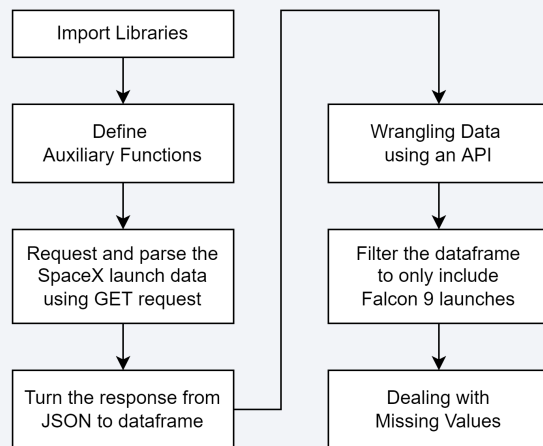 Import Libraries
Define
Auxiliary Functions
Request and parse the
SpaceX launch data
using GET request
Turn the response from
JSON to dataframe
Wrangling Data
using an API
Filter the dataframe
to only include
Falcon 9 launches
Dealing with
Missing Values